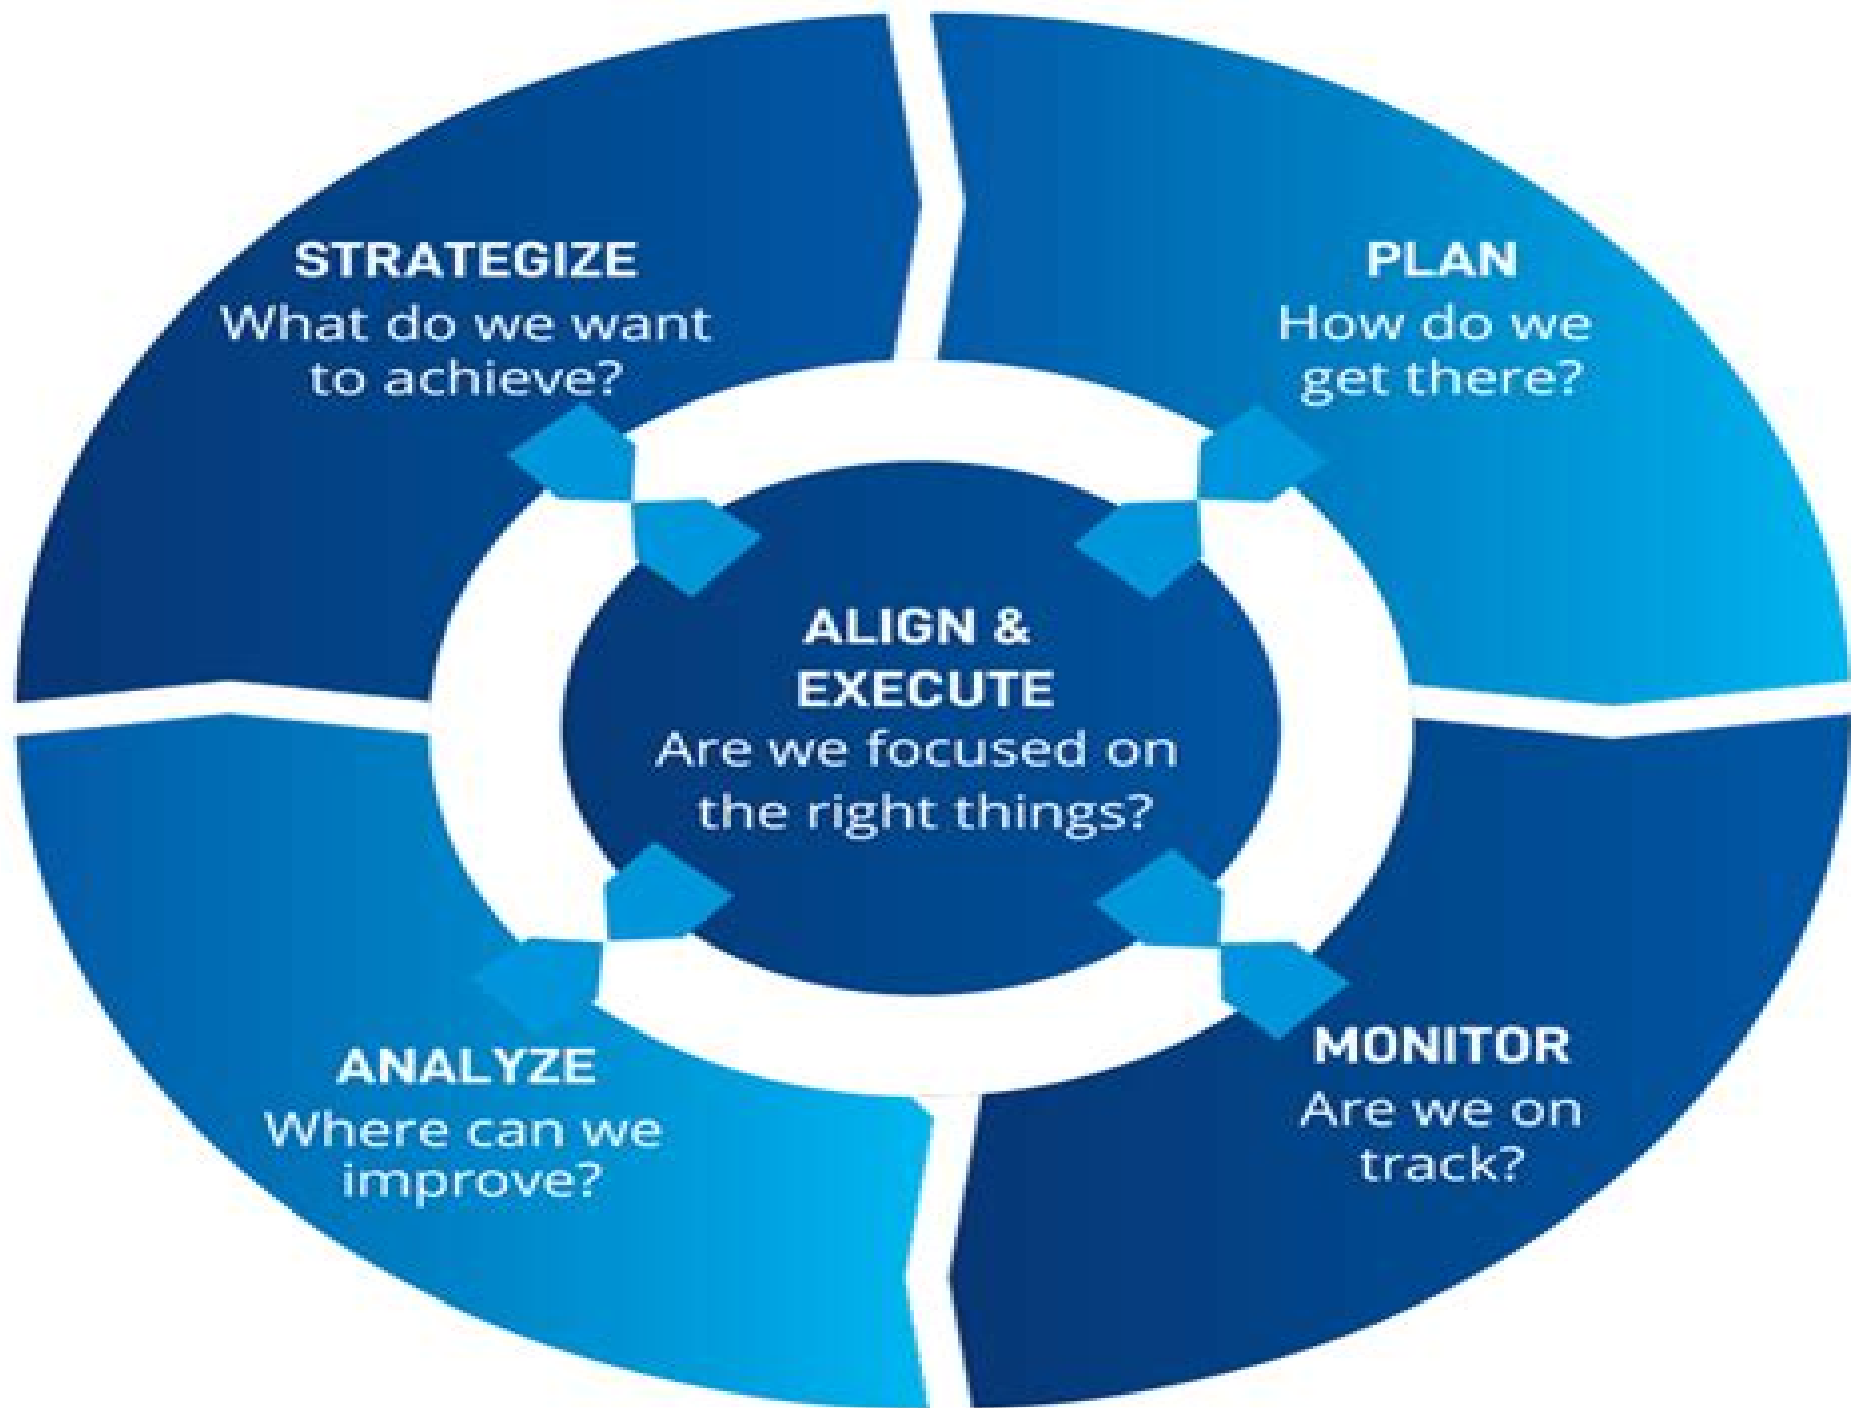 STRATEGIZE
What do we want
to achieve?
PLAN
How do we
get there?
ALIGN &
EXECUTE
Are we focused on
the right things?
ANALYZE
Where can we
improve?
MONITOR
Are we on
track?